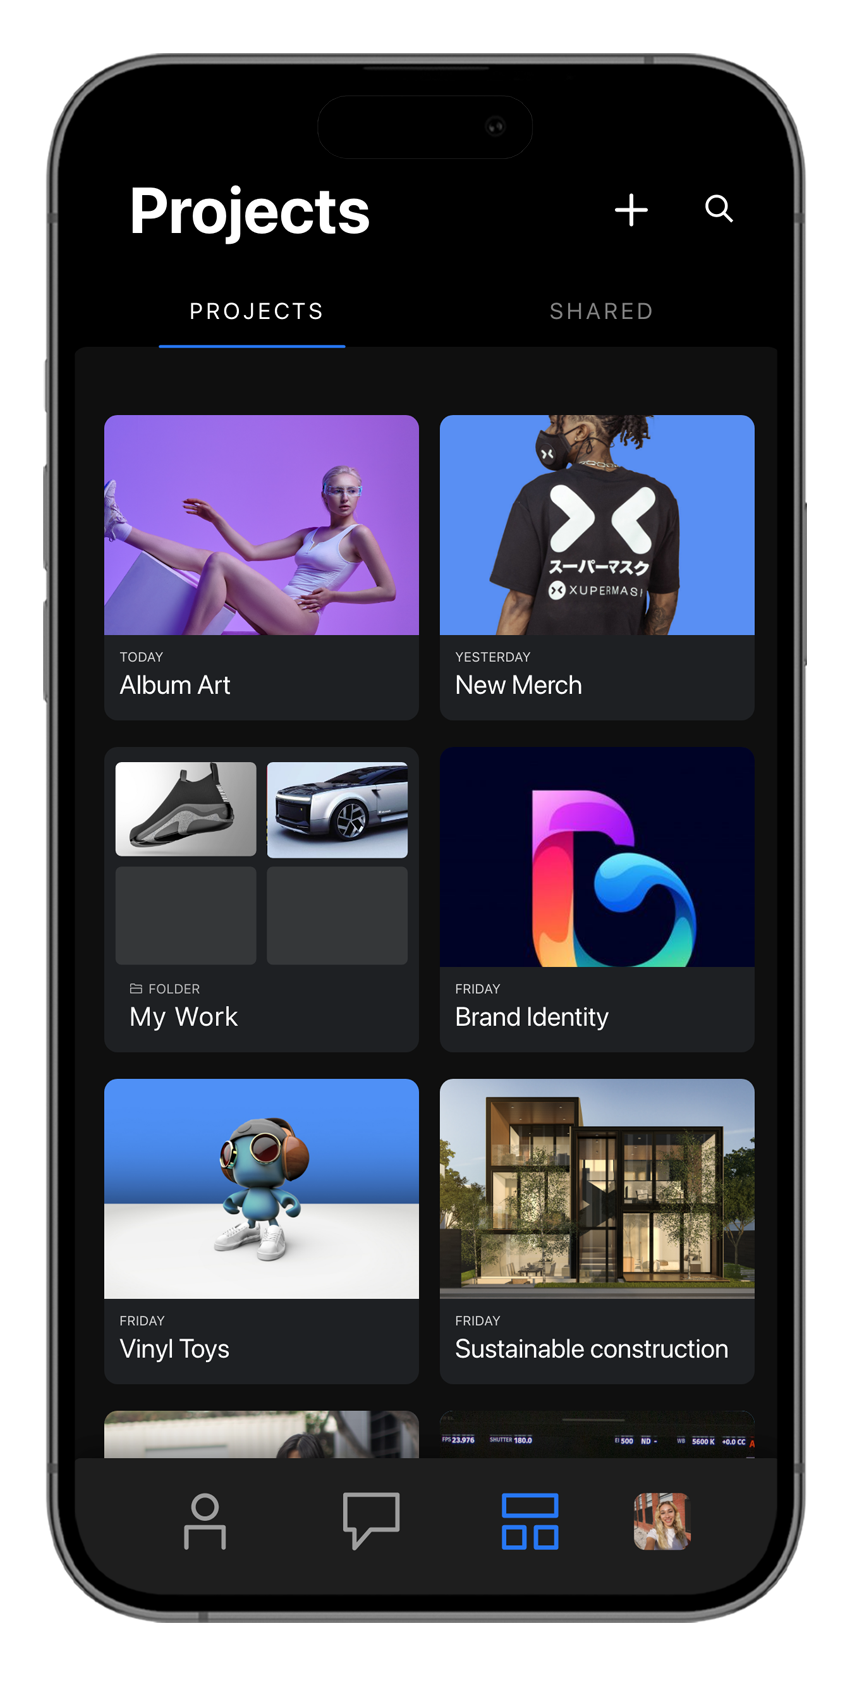 Projects
PROJECTS SHARED
スーパーマスク
XUPERMASK
TODAY
Album Art
YESTERDAY
New Merch
FOLDER
My Work
FRIDAY
Brand Identity
FRIDAY
Vinyl Toys
FRIDAY
Sustainable construction
FPS 23.976 SHUTTER 180.0 EI 500 ND - WB 5600 K +0.0 CC